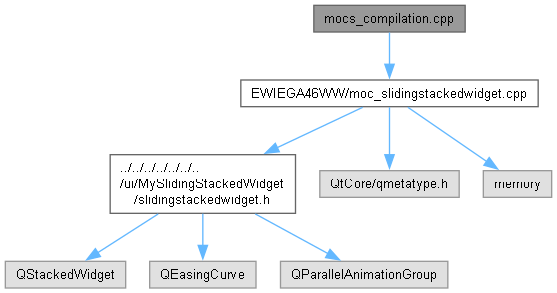 mocs_compilation.cpp
EWIEGA46WW/moc_slidingstackedwidget.cpp
../../../../../../..
/ui/MySlidingStackedWidget
/slidingstackedwidget.h
QtCore/qmetatype.h
memory
QStackedWidget
QEasingCurve
QParallelAnimationGroup